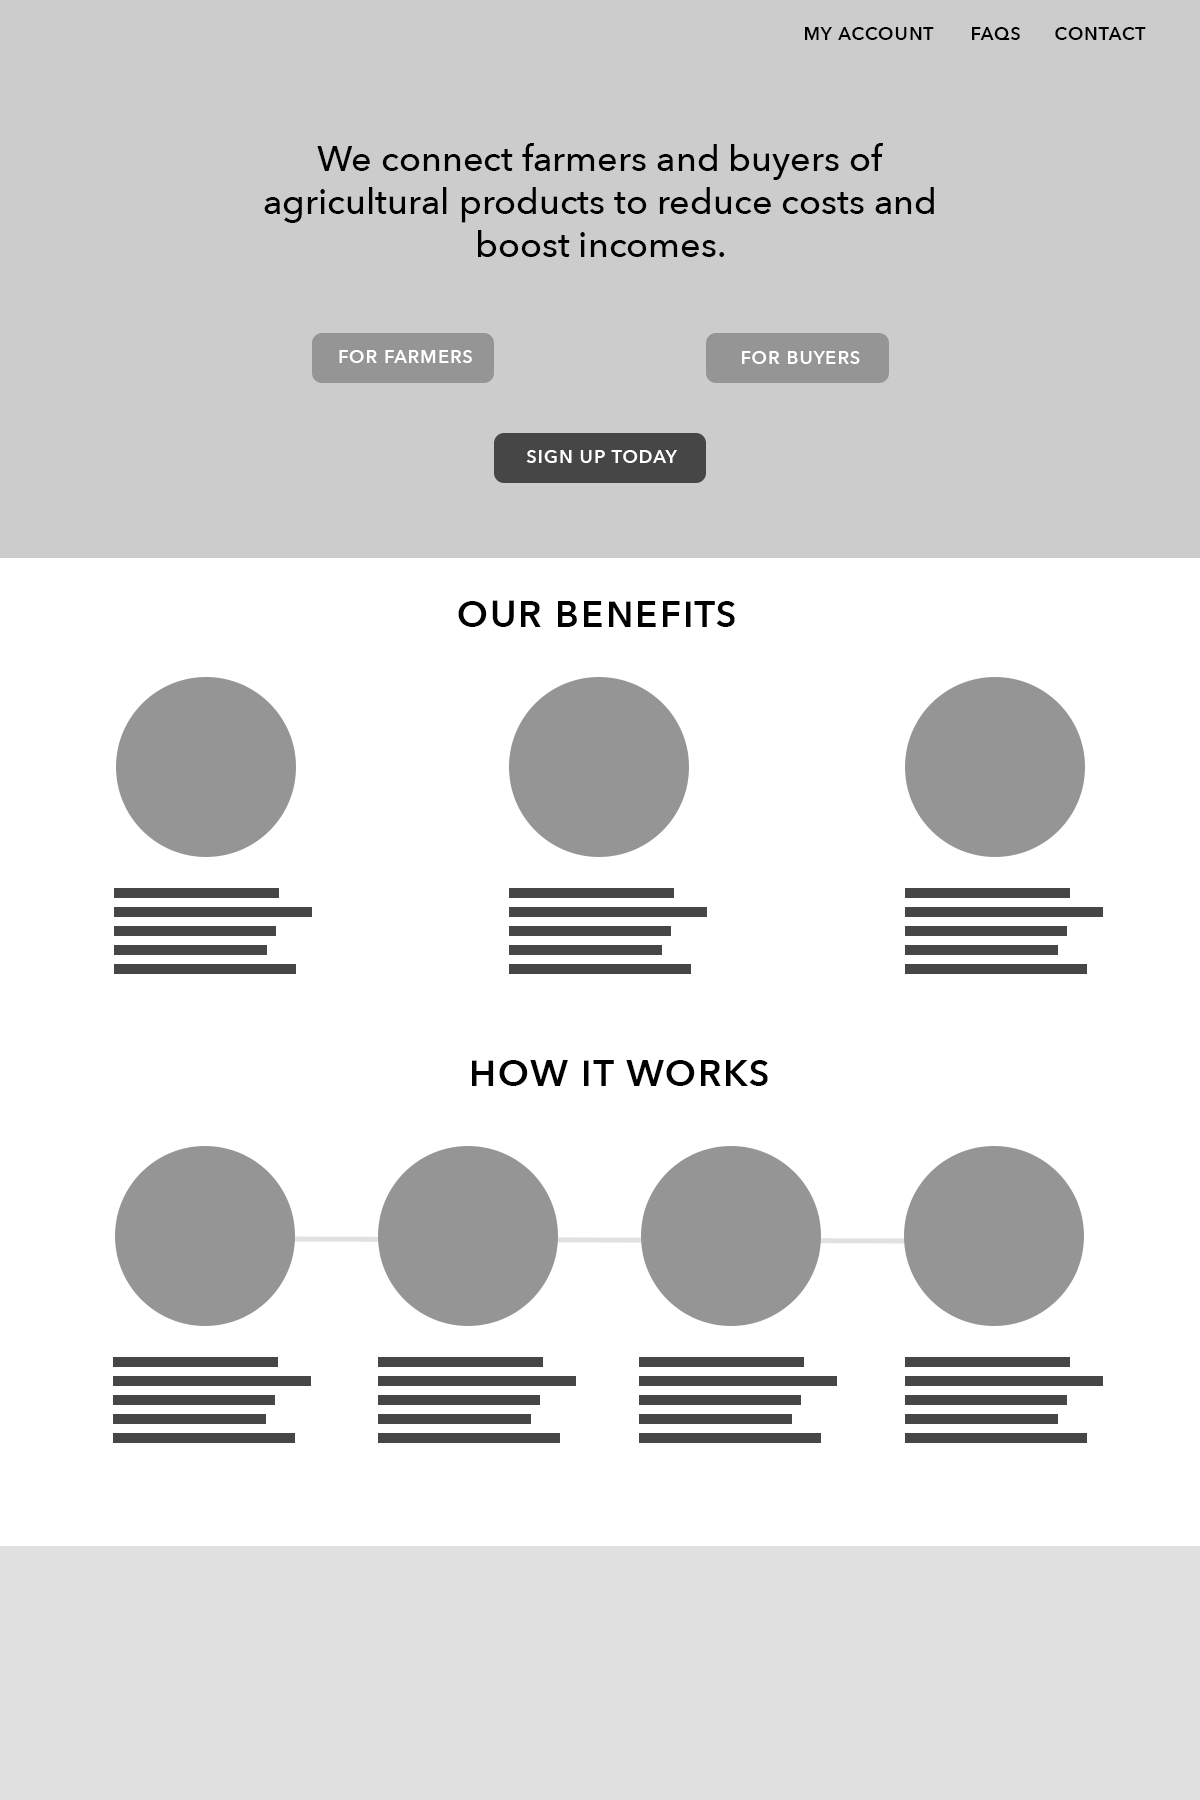 MY ACCOUNT FAQS CONTACT
We connect farmers and buyers of
agricultural products to reduce costs and
boost incomes.
FOR FARMERS FOR BUYERS
SIGN UP TODAY
OUR BENEFITS
HOW IT WORKS